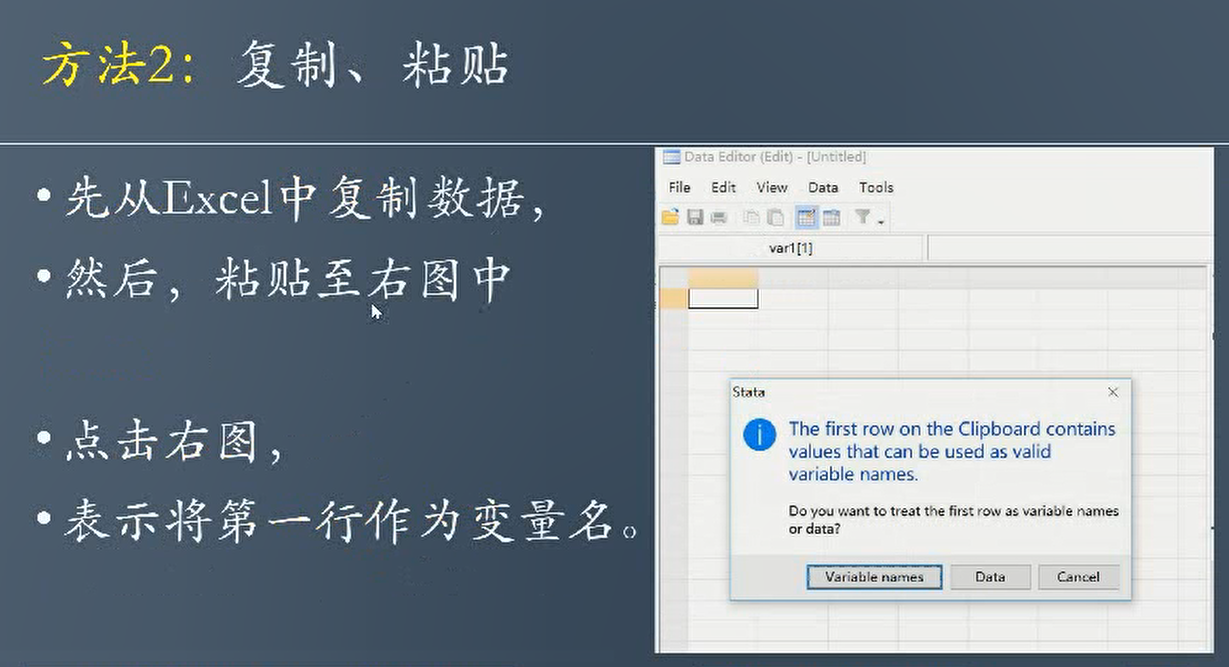 方法2：复制、粘贴
• 先从Excel中复制数据，
• 然后，粘贴至右图中
• 点击右图，
• 表示将第一行作为变量名。
Data Editor (Edit) - [Untitled]
File Edit View Data Tools
var1[1]
Stata
The first row on the Clipboard contains
values that can be used as valid
variable names.
Do you want to treat the first row as variable names
or data?
Variable names Data Cancel